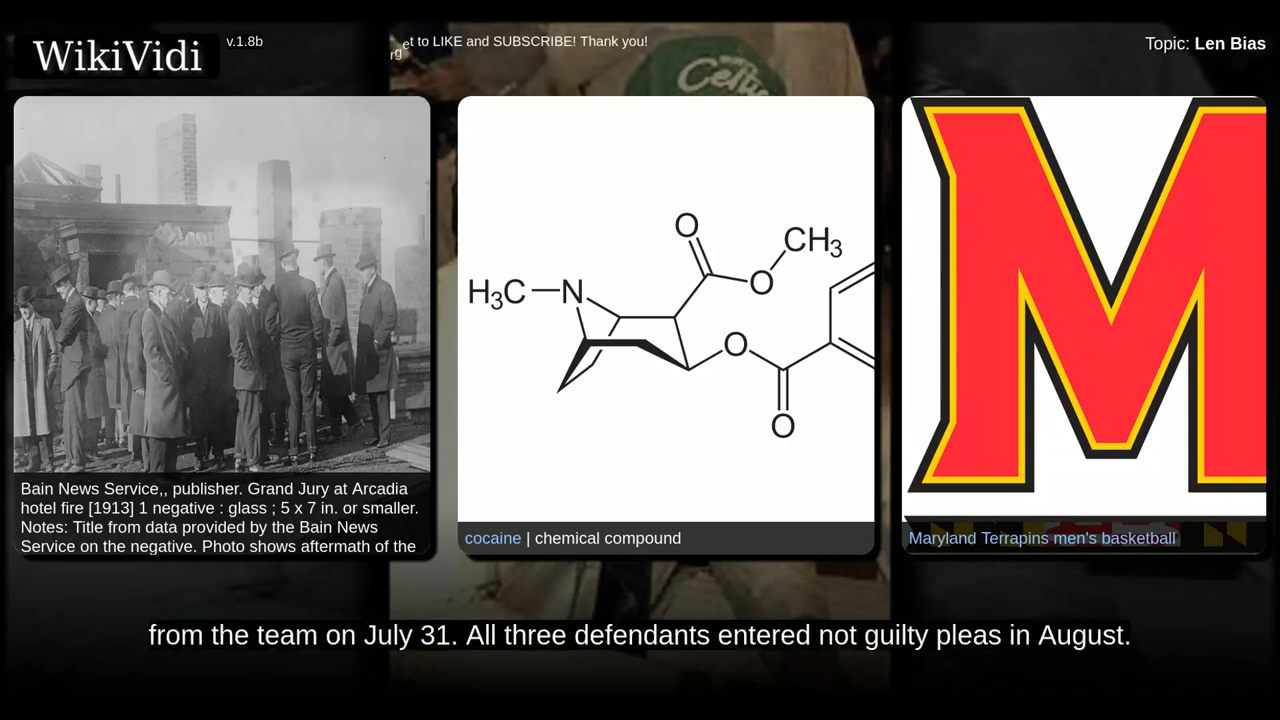 WikiVidi
v.1.8b
rget to LIKE and SUBSCRIBE! Thank you!
Topic: Len Bias
Celtic
O
CH3
H3C
N
O
O
O
M
Bain News Service,, publisher. Grand Jury at Arcadia
hotel fire [1913] 1 negative : glass ; 5 x 7 in. or smaller.
Notes: Title from data provided by the Bain News
Service on the negative. Photo shows aftermath of the
cocaine | chemical compound
Maryland Terrapins men's basketball
from the team on July 31. All three defendants entered not guilty pleas in August.